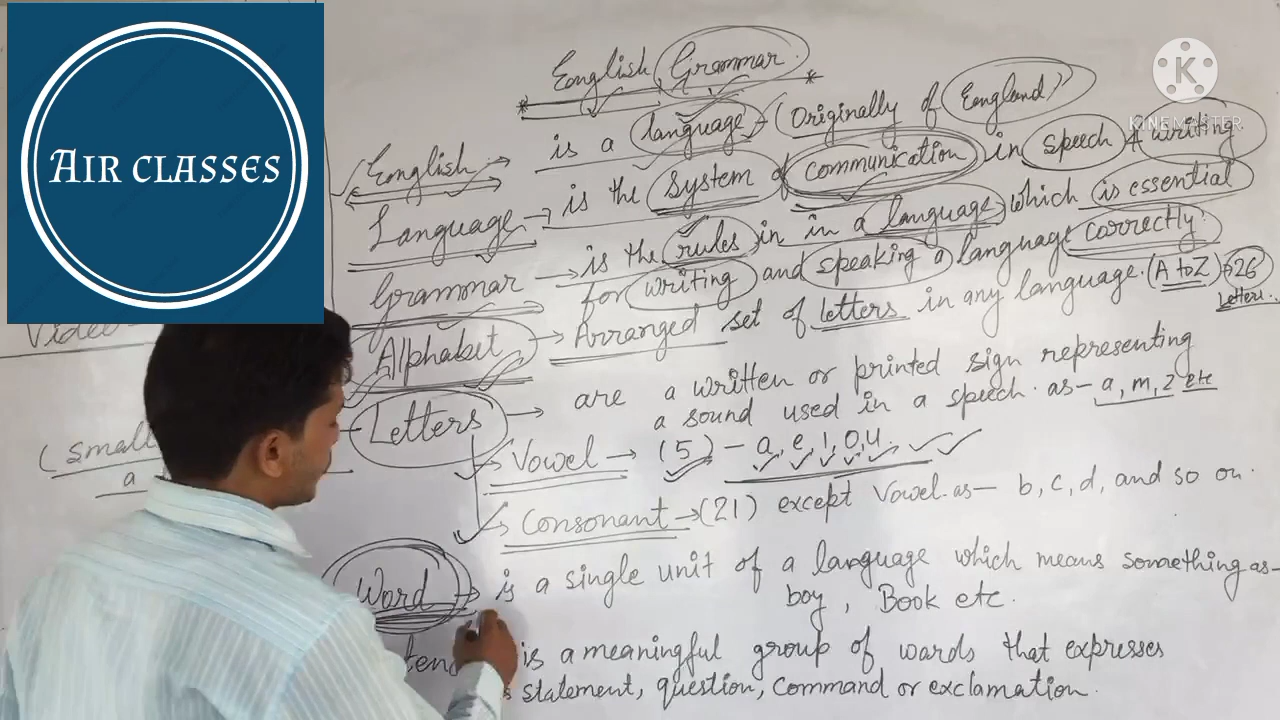 AIR CLASSES
KINEMASTER
English Grammar
English → is a language - (Originally of England)
Language → is the system of communication in speech & writing
Grammar → is the rules in in a language which is essential
for writing and speaking a language correctly.
Alphabet → Arranged set of letters in any language. (A to Z) → 26
Letters..
Letters → are a written or printed sign representing
a sound used in a speech. as - a, m, z etc
Vowel → (5) - a, e, i, o, u.
Consonant → (21) except Vowel. as - b, c, d, and so on.
Word → is a single unit of a language which means something as -
boy, Book etc.
is a meaningful group of wards that expresses
statement, question, command or exclamation.
Video
(small
a